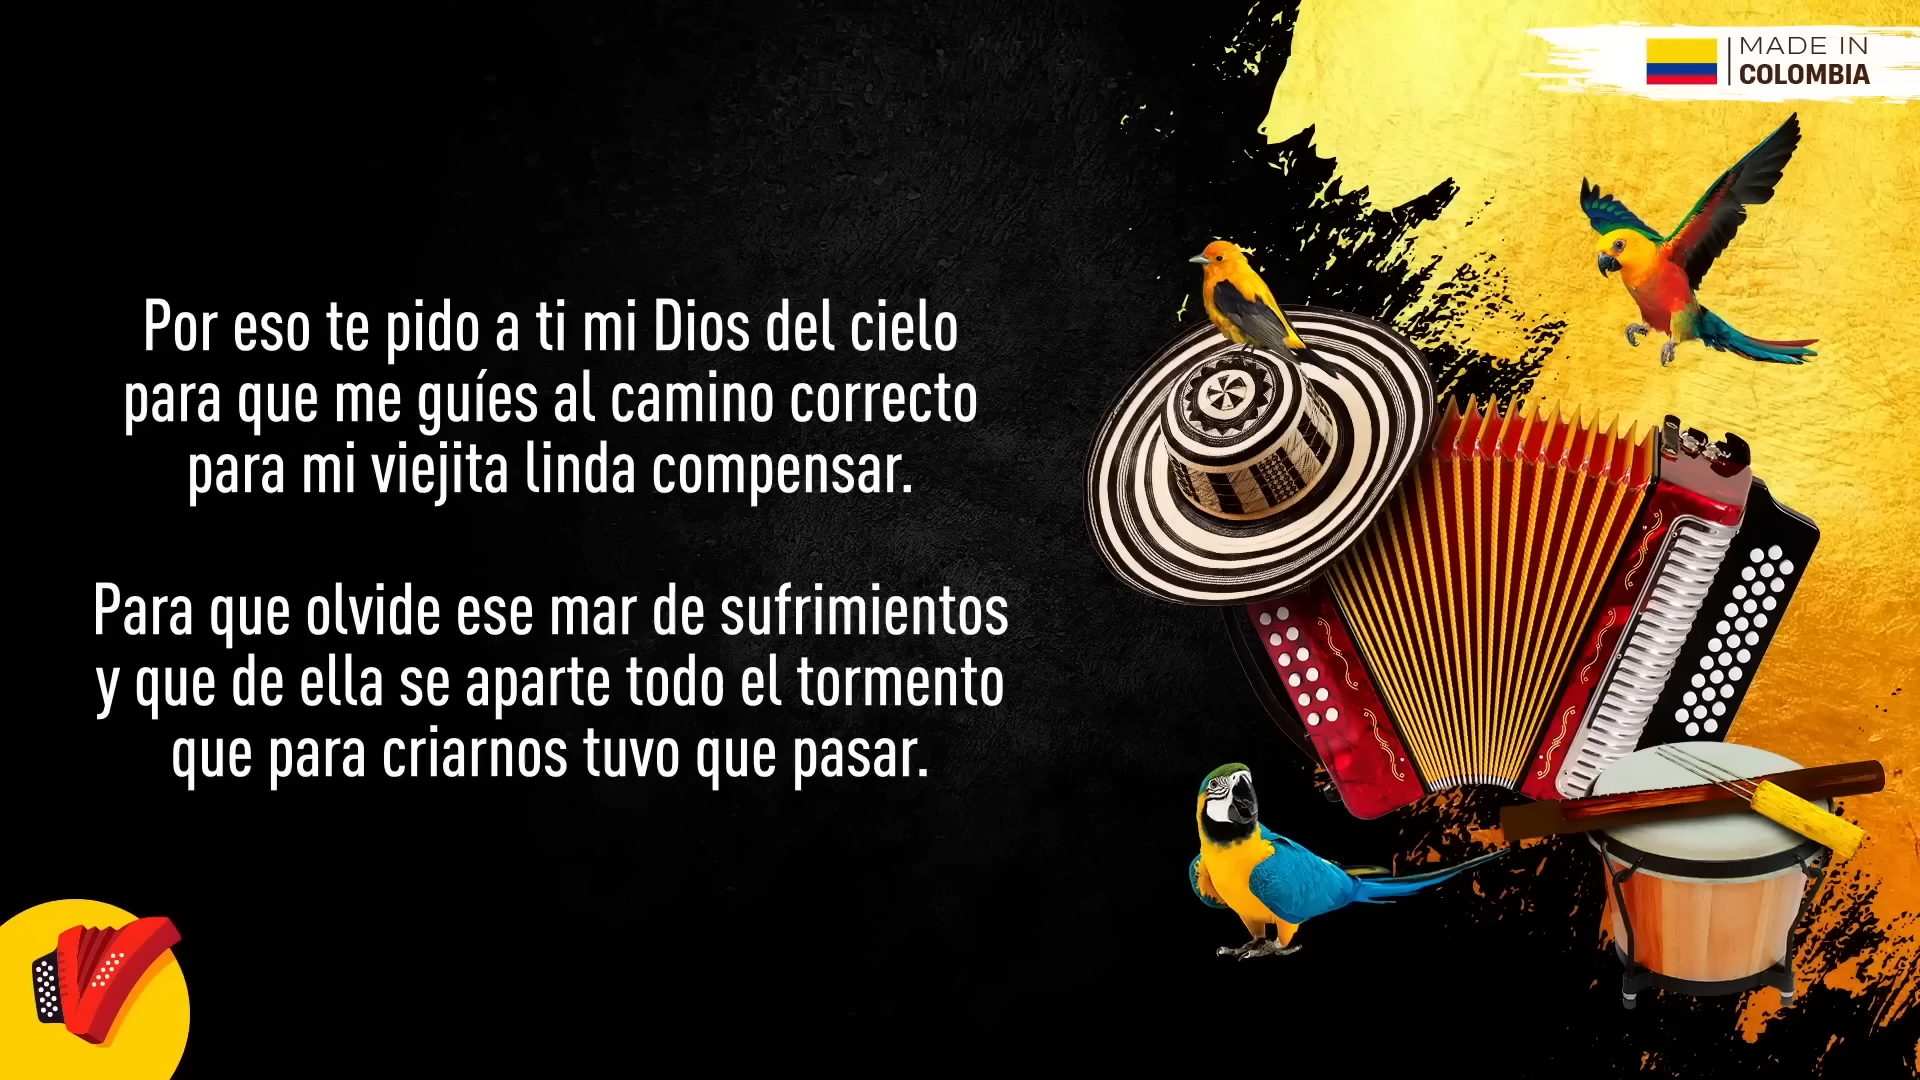 MADE IN
COLOMBIA
Por eso te pido a ti mi Dios del cielo
para que me guíes al camino correcto
para mi viejita linda compensar.
Para que olvide ese mar de sufrimientos
y que de ella se aparte todo el tormento
que para criarnos tuvo que pasar.